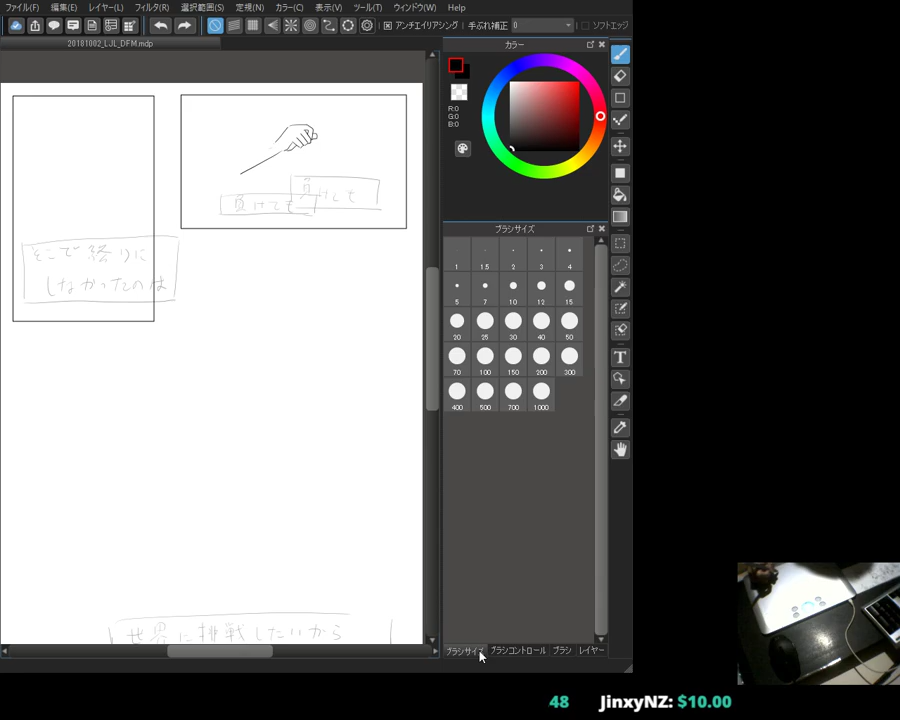 ファイル(F) 編集(E) レイヤー(L) フィルタ(R) 選択範囲(S) 定規(N) カラー(C) 表示(V) ツール(T) ウィンドウ(W) Help
アンチエイリアシング 手ぶれ補正 0 ソフトエッジ
20181002_LJL_DFM.mdp
カラー
R:0
G:0
B:0
負けても
負けても
そこで終りに
しなかったのは
世界に挑戦したいから
ブラシサイズ
1 1.5 2 3 4
5 7 10 12 15
20 25 30 40 50
70 100 150 200 300
400 500 700 1000
ブラシサイズ ブラシコントロール ブラシ レイヤー
T
48 JinxyNZ: $10.00